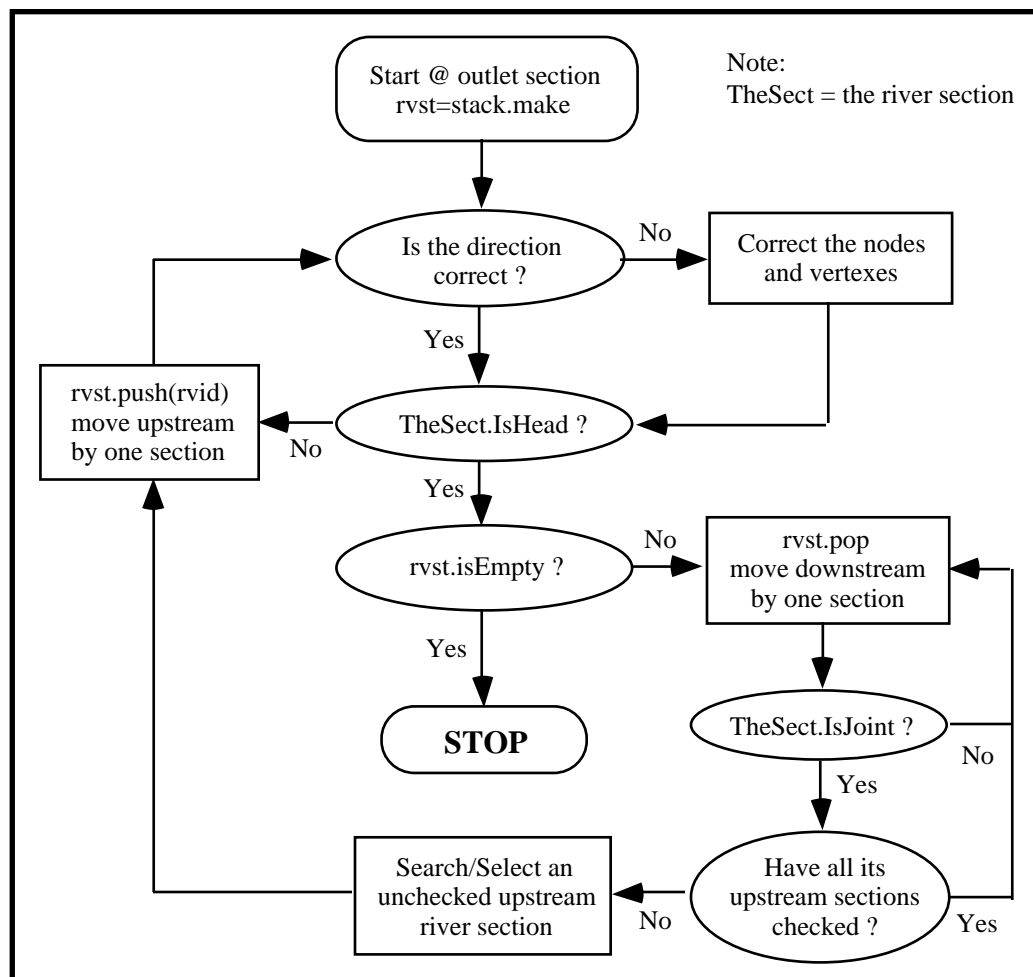 Start @ outlet section
rvst=stack.make
Note:
TheSect = the river section
Is the direction
correct ?
No
Correct the nodes
and vertexes
Yes
rvst.push(rvid)
move upstream
by one section
No
TheSect.IsHead ?
Yes
rvst.isEmpty ?
No
rvst.pop
move downstream
by one section
Yes
STOP
TheSect.IsJoint ?
No
Yes
Search/Select an
unchecked upstream
river section
No
Have all its
upstream sections
checked ?
Yes